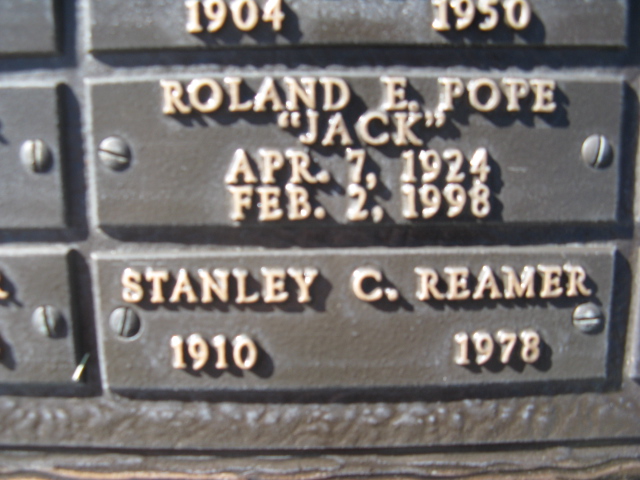 1904 1950
ROLAND E. POPE
"JACK"
APR. 7, 1924
FEB. 2, 1998
STANLEY C. REAMER
1910 1978